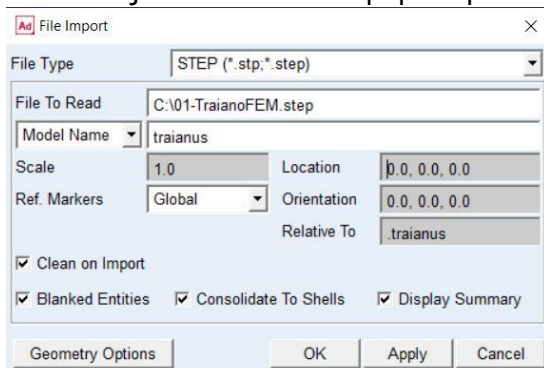 Ad File Import
File Type STEP (*.stp;*.step)
File To Read C:\01-TraianoFEM.step
Model Name traianus
Scale 1.0 Location 0.0, 0.0, 0.0
Ref. Markers Global Orientation 0.0, 0.0, 0.0
Relative To .traianus
Clean on Import
Blanked Entities Consolidate To Shells Display Summary
Geometry Options OK Apply Cancel